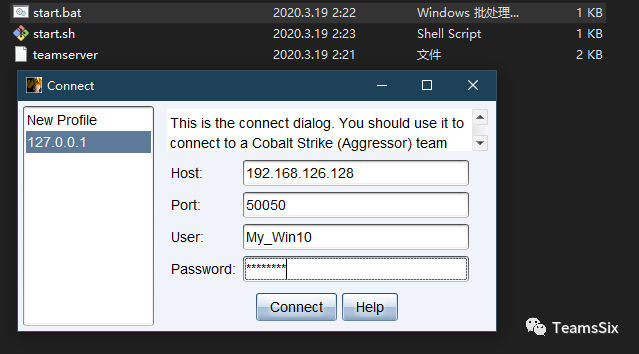 start.bat 2020.3.19 2:22 Windows 批处理... 1 KB
start.sh 2020.3.19 2:23 Shell Script 1 KB
teamserver 2020.3.19 2:21 文件 2 KB
Connect
New Profile
127.0.0.1
This is the connect dialog. You should use it to
connect to a Cobalt Strike (Aggressor) team
Host: 192.168.126.128
Port: 50050
User: My_Win10
Password: ********
Connect Help
TeamsSix